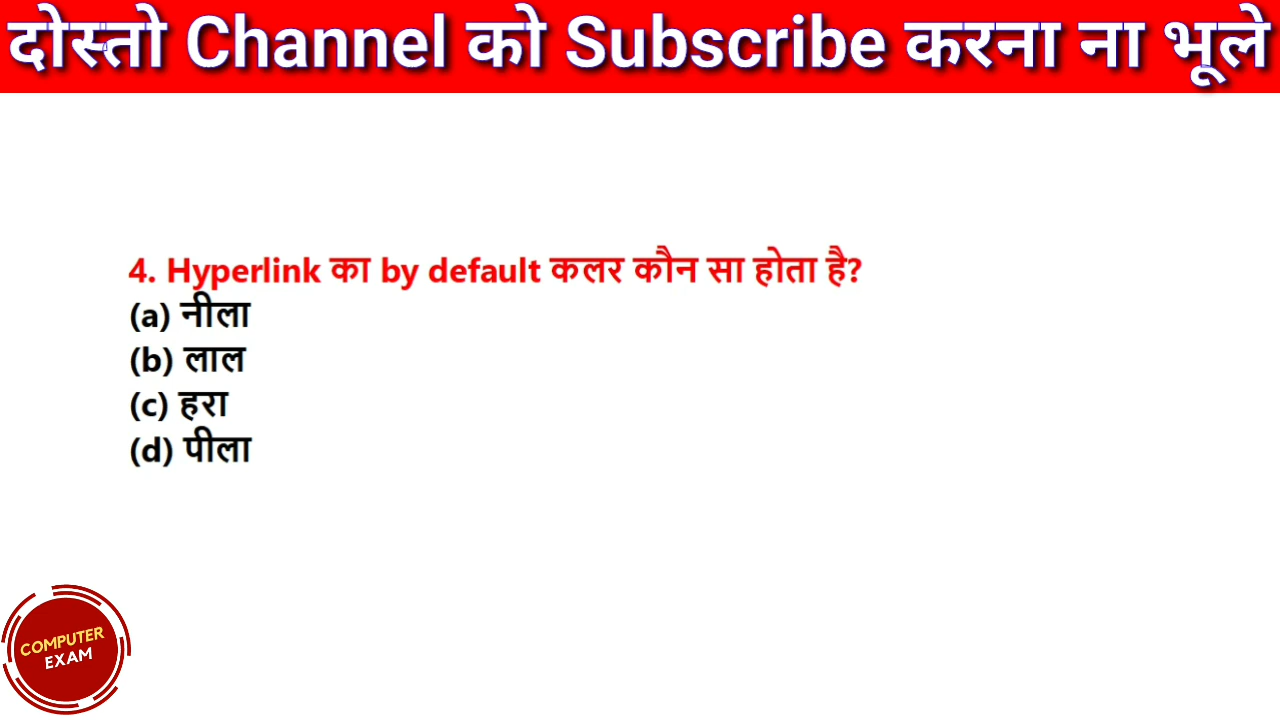 दोस्तो Channel को Subscribe करना ना भूले
4. Hyperlink का by default कलर कौन सा होता है?
(a) नीला
(b) लाल
(c) हरा
(d) पीला
COMPUTER
EXAM